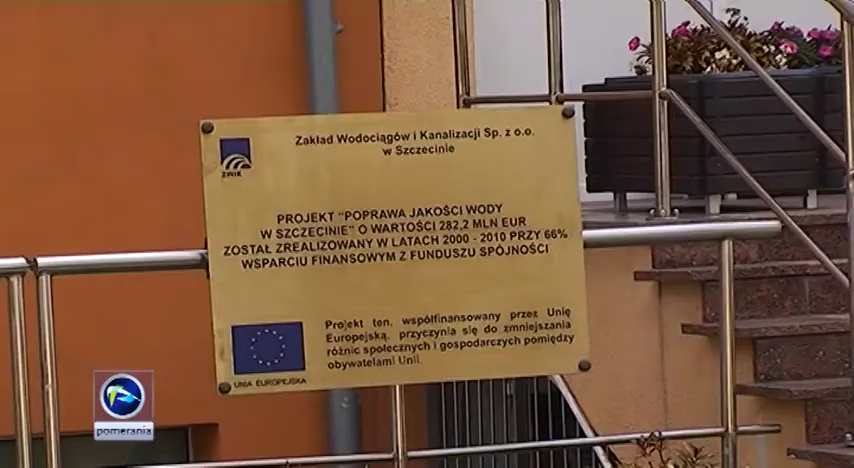 Zakład Wodociągów i Kanalizacji Sp. z o.o.
w Szczecinie
ZWiK
PROJEKT "POPRAWA JAKOŚCI WODY
W SZCZECINIE" O WARTOŚCI 282,2 MLN EUR
ZOSTAŁ ZREALIZOWANY W LATACH 2000 - 2010 PRZY 66%
WSPARCIU FINANSOWYM Z FUNDUSZU SPÓJNOŚCI
Projekt ten, współfinansowany przez Unię
Europejską, przyczynia się do zmniejszania
różnic społecznych i gospodarczych pomiędzy
obywatelami Unii.
UNIA EUROPEJSKA
pomerania